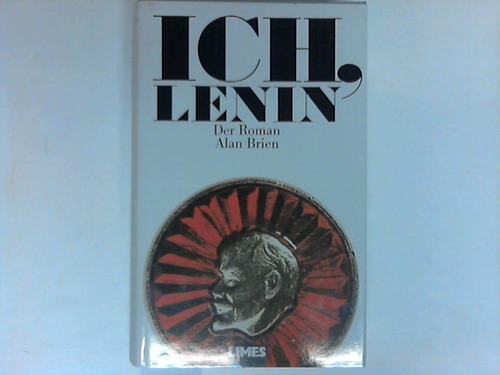 ICH,
LENIN
Der Roman
Alan Brien
LIMES